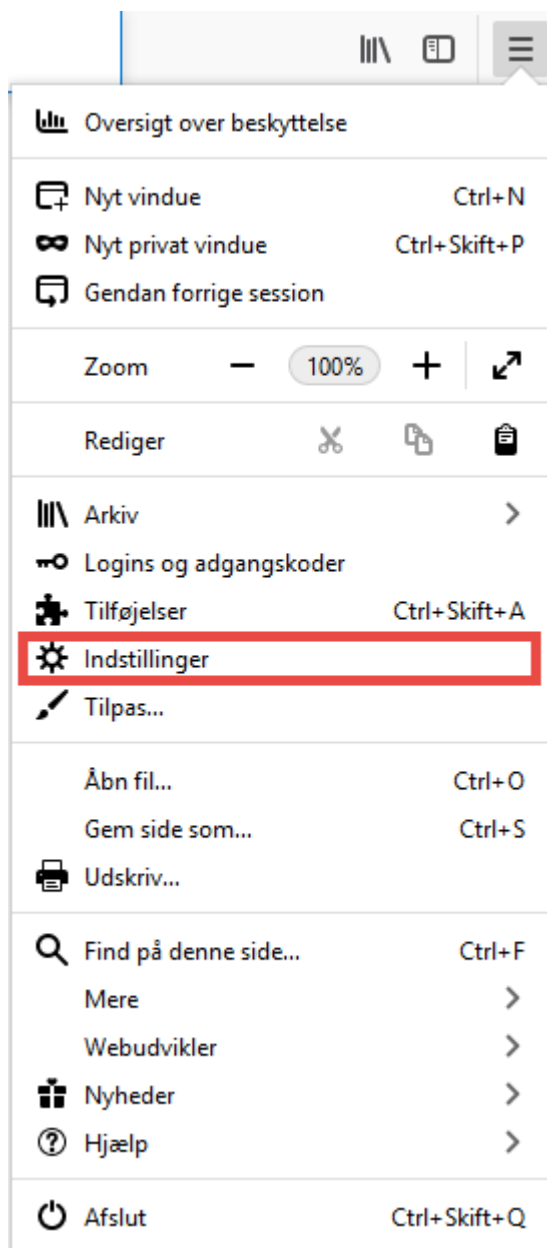 Oversigt over beskyttelse
Nyt vindue Ctrl+N
Nyt privat vindue Ctrl+Skift+P
Gendan forrige session
Zoom 100%
Rediger
Arkiv
Logins og adgangskoder
Tilføjelser Ctrl+Skift+A
Indstillinger
Tilpas...
Åbn fil... Ctrl+O
Gem side som... Ctrl+S
Udskriv...
Find på denne side... Ctrl+F
Mere
Webudvikler
Nyheder
Hjælp
Afslut Ctrl+Skift+Q